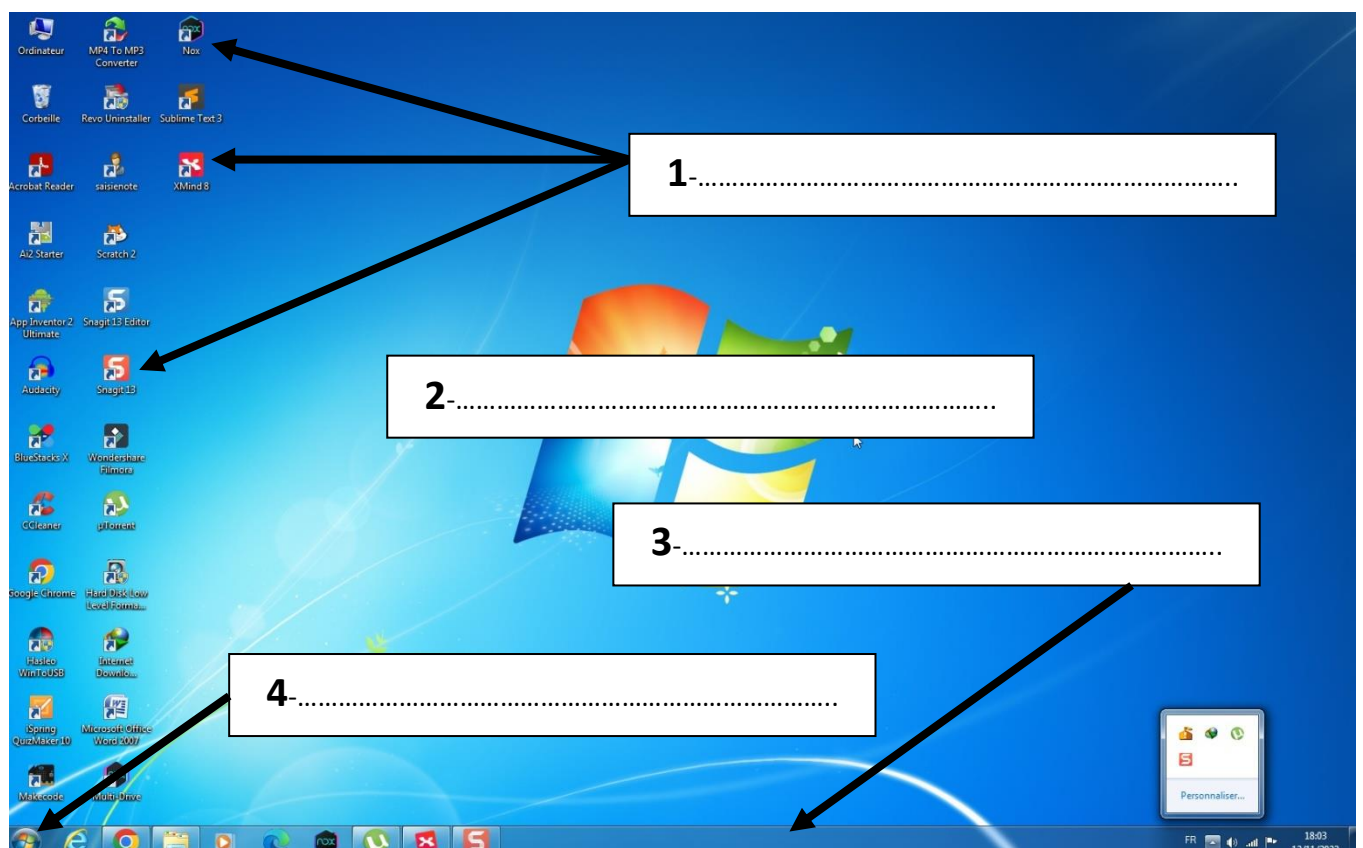 Ordinateur
MP4 To MP3
Converter
Nox
Corbeille
Revo Uninstaller
Sublime Text 3
1-……………………………………………………………………..
Acrobat Reader
saisienote
XMind 8
Ai2 Starter
Scratch 2
App Inventor 2
Ultimate
Snagit 13 Editor
Audacity
Snagit 13
2-……………………………………………………………………..
BlueStacks X
Wondershare
Filmora
CCleaner
µTorrent
3-……………………………………………………………………..
Google Chrome
Hard Disk Low
Level Forma...
Hasleo
WinToUSB
Internet
Downlo...
4-……………………………………………………………………..
iSpring
QuizMaker 10
Microsoft Office
Word 2007
Makecode
Multi-Drive
Personnaliser...
nox
FR
18:03